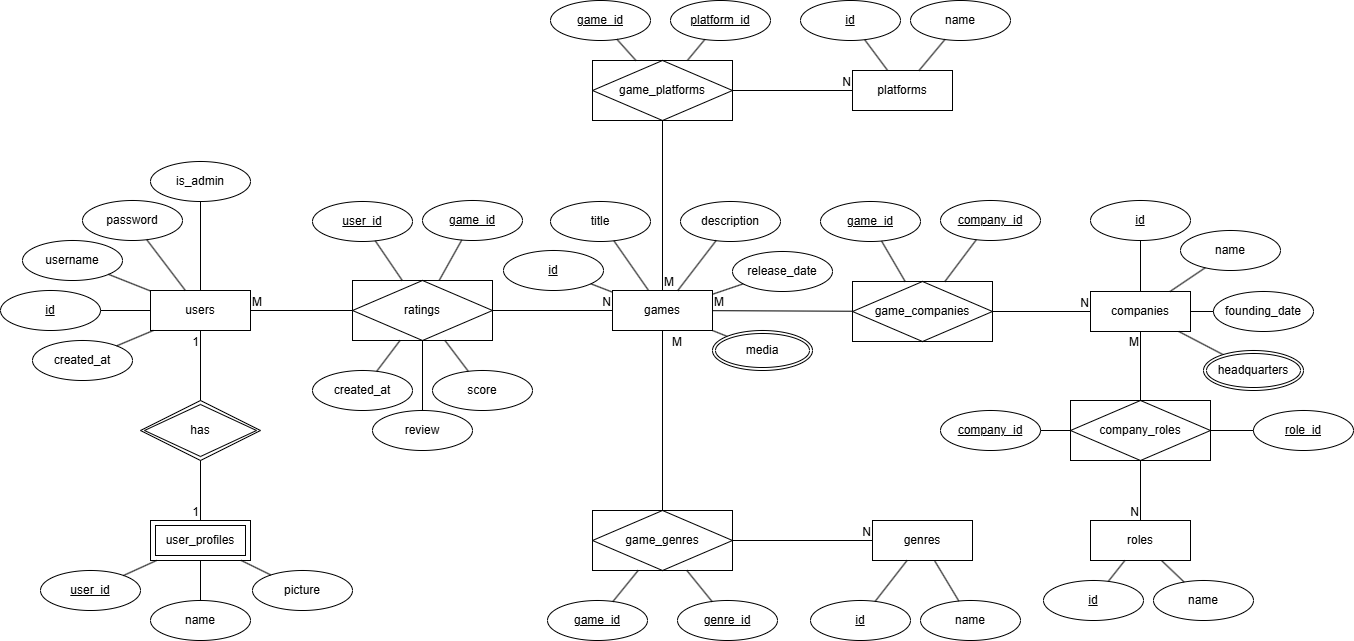 game_id
platform_id
id
name
game_platforms
N
platforms
is_admin
password
username
id
users
created_at
M
1
has
1
user_profiles
user_id
name
picture
user_id
game_id
ratings
created_at
score
review
N
title
description
id
release_date
M
M
games
M
media
game_id
company_id
game_companies
N
id
name
companies
founding_date
M
headquarters
company_id
company_roles
role_id
N
roles
id
name
game_genres
N
genres
game_id
genre_id
id
name